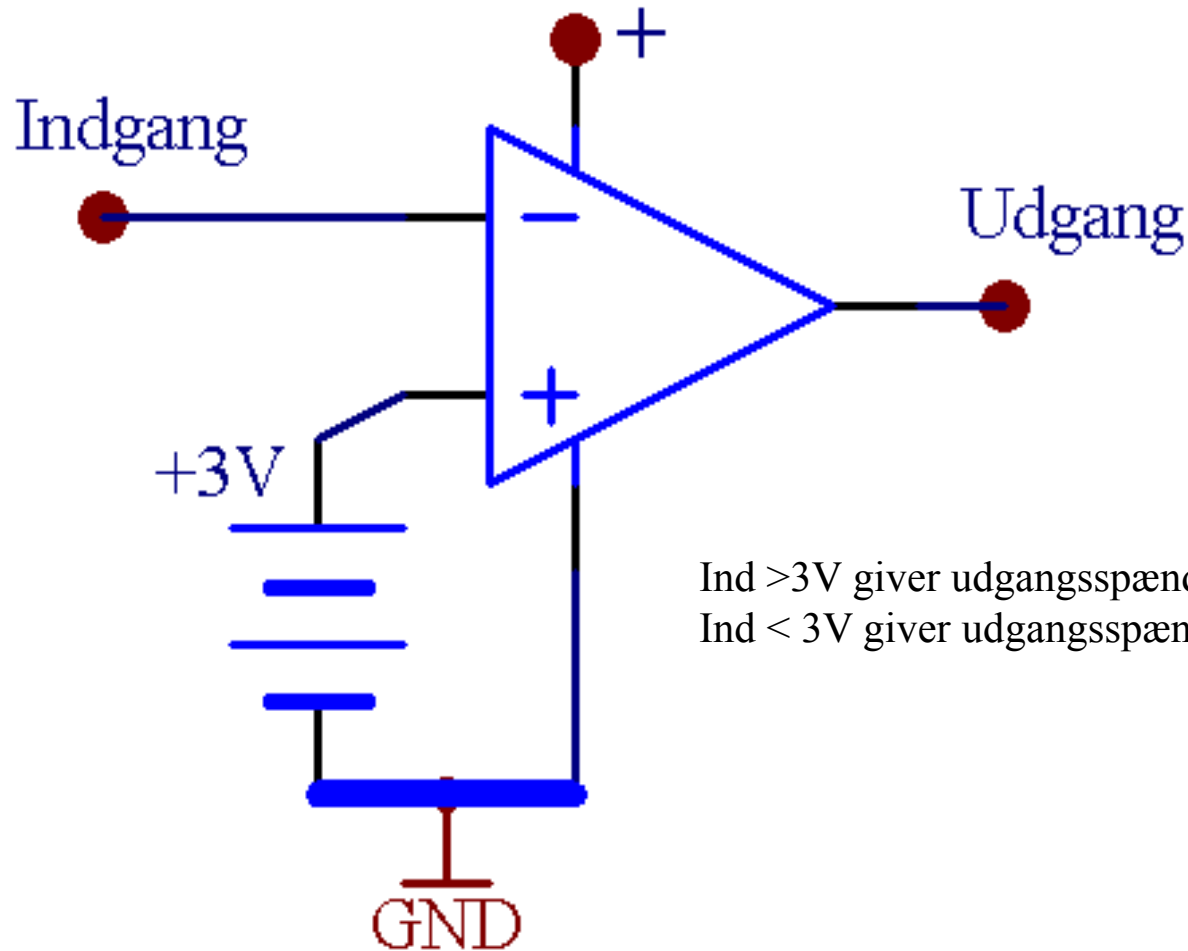 +
Indgang
−
Udgang
+
+3V
Ind >3V giver
Ind < 3V giver
GND